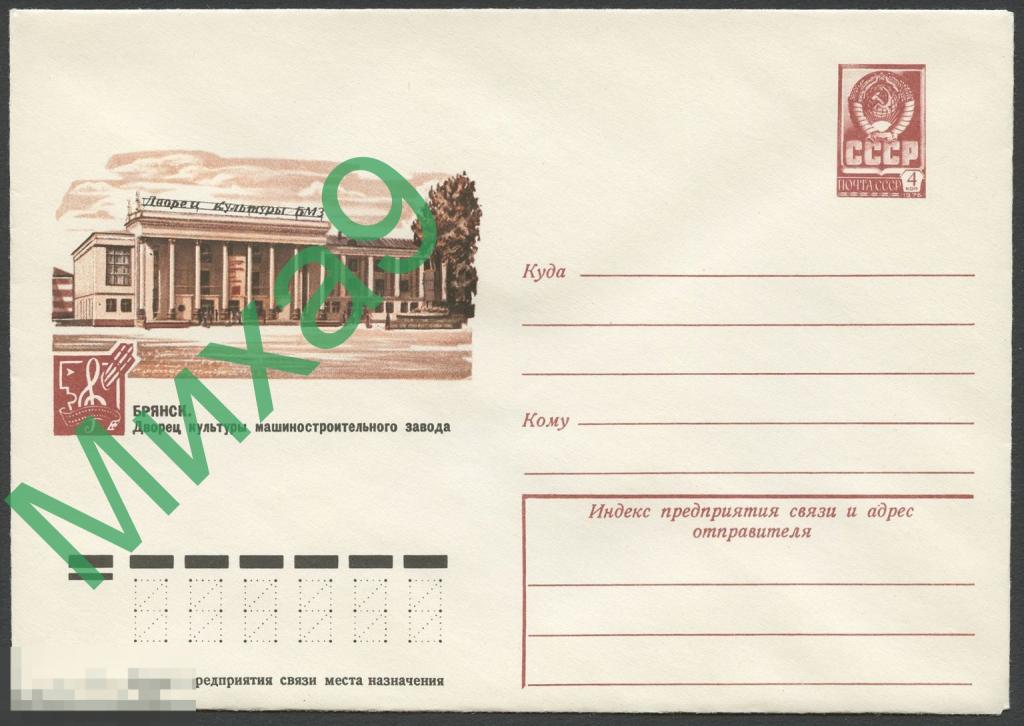 СССР
ПОЧТА СССР
4
коп
1976
Дворец Культуры БМЗ
Куда
БРЯНСК.
Дворец культуры машиностроительного завода
Кому
Индекс предприятия связи и адрес
отправителя
предприятия связи места назначения
Миха9